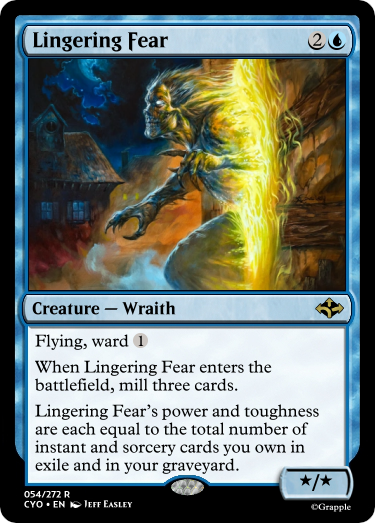 Lingering Fear 2
Creature — Wraith
Flying, ward 1
When Lingering Fear enters the
battlefield, mill three cards.
Lingering Fear's power and toughness
are each equal to the total number of
instant and sorcery cards you own in
exile and in your graveyard.
★/★
054/272 R
CYO • EN Jeff Easley
©Grapple